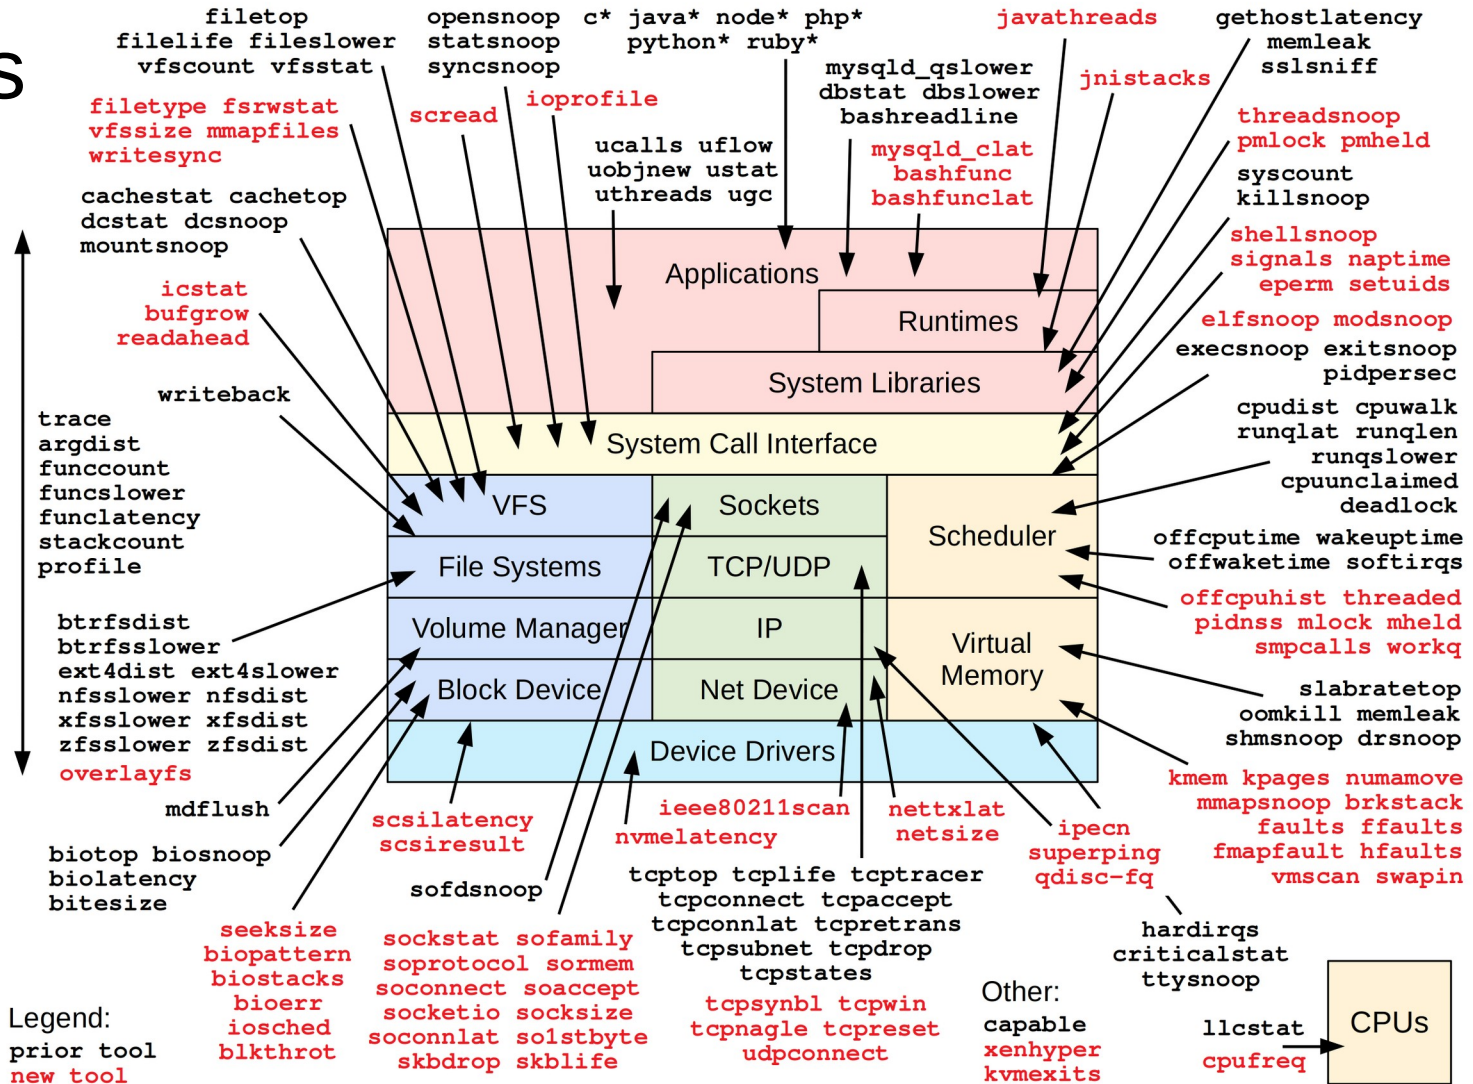 s
filetop
filelife fileslower
vfscount vfsstat
filetype fsrwstat
vfssize mmapfiles
writesync
cachestat cachetop
dcstat dcsnoop
mountsnoop
icstat
bufgrow
readahead
writeback
trace
argdist
funccount
funcslower
funclatency
stackcount
profile
btrfsdist
btrfsslower
ext4dist ext4slower
nfsslower nfsdist
xfsslower xfsdist
zfsslower zfsdist
overlayfs
mdflush
biotop biosnoop
biolatency
bitesize
seeksize
biopattern
biostacks
bioerr
iosched
blkthrot
Legend:
prior tool
new tool
opensnoop
statsnoop
syncsnoop
scread
ioprofile
c* java* node* php*
python* ruby*
ucalls uflow
uobjnew ustat
uthreads ugc
mysqld_qslower
dbstat dbslower
bashreadline
mysqld_clat
bashfunc
bashfunclat
javathreads
jnistacks
gethostlatency
memleak
sslsniff
threadsnoop
pmlock pmheld
syscount
killsnoop
shellsnoop
signals naptime
eperm setuids
elfsnoop modsnoop
execsnoop exitsnoop
pidpersec
cpudist cpuwalk
runqlat runqlen
runqslower
cpuunclaimed
deadlock
offcputime wakeuptime
offwaketime softirqs
offcpuhist threaded
pidnss mlock mheld
smpcalls workq
slabratetop
oomkill memleak
shmsnoop drsnoop
kmem kpages numamove
mmapsnoop brkstack
faults ffaults
fmapfault hfaults
vmscan swapin
Applications
Runtimes
System Libraries
System Call Interface
VFS
Sockets
Scheduler
File Systems
TCP/UDP
Volume Manager
IP
Virtual
Memory
Block Device
Net Device
Device Drivers
scsilatency
scsiresult
nvmelatency
ieee80211scan
nettxlat
netsize
ipecn
superping
qdisc-fq
sofdsnoop
sockstat sofamily
soprotocol sormem
soconnect soaccept
socketio socksize
soconnlat so1stbyte
skbdrop skblife
tcptop tcplife tcptracer
tcpconnect tcpaccept
tcpconnlat tcpretrans
tcpsubnet tcpdrop
tcpstates
tcpsynbl tcpwin
tcpnagle tcpreset
udpconnect
hardirqs
criticalstat
ttysnoop
Other:
capable
xenhyper
kvmexits
llcstat
cpufreq
CPUs